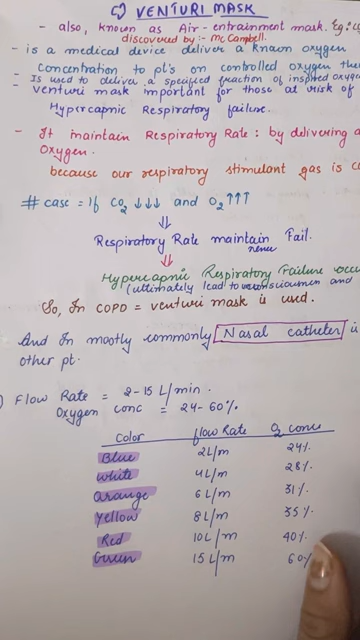 5) VENTURI MASK
- also, known as Air-entrainment mask. Eg:
discovered by:- Mc Campbell.
- is a medical device deliver a known oxygen
concentration to pt's on controlled oxygen
- Is used to deliver a specified fraction of inspired oxygen
- venturi mask important for those at risk of
Hypercapnic Respiratory failure.
- It maintain Respiratory Rate: by delivering a
Oxygen.
because our respiratory stimulant gas is
# case = If CO2 ↓↓↓ and O2 ↑↑↑
⇓
Respiratory Rate maintain Fail.
hence
⇓
Hypercapnic Respiratory Failure
(ultimately lead to and
So, In COPD = venturi mask is used.
And In mostly commonly Nasal catheter is
other pt.
) Flow Rate = 2-15 L/min.
Oxygen conc = 24-60%.
Color flow Rate O2 conc
Blue 2L/m 24%
White 4L/m 28%
Orange 6L/m 31%
Yellow 8L/m 35%
Red 10L/m 40%
Green 15L/m 60%